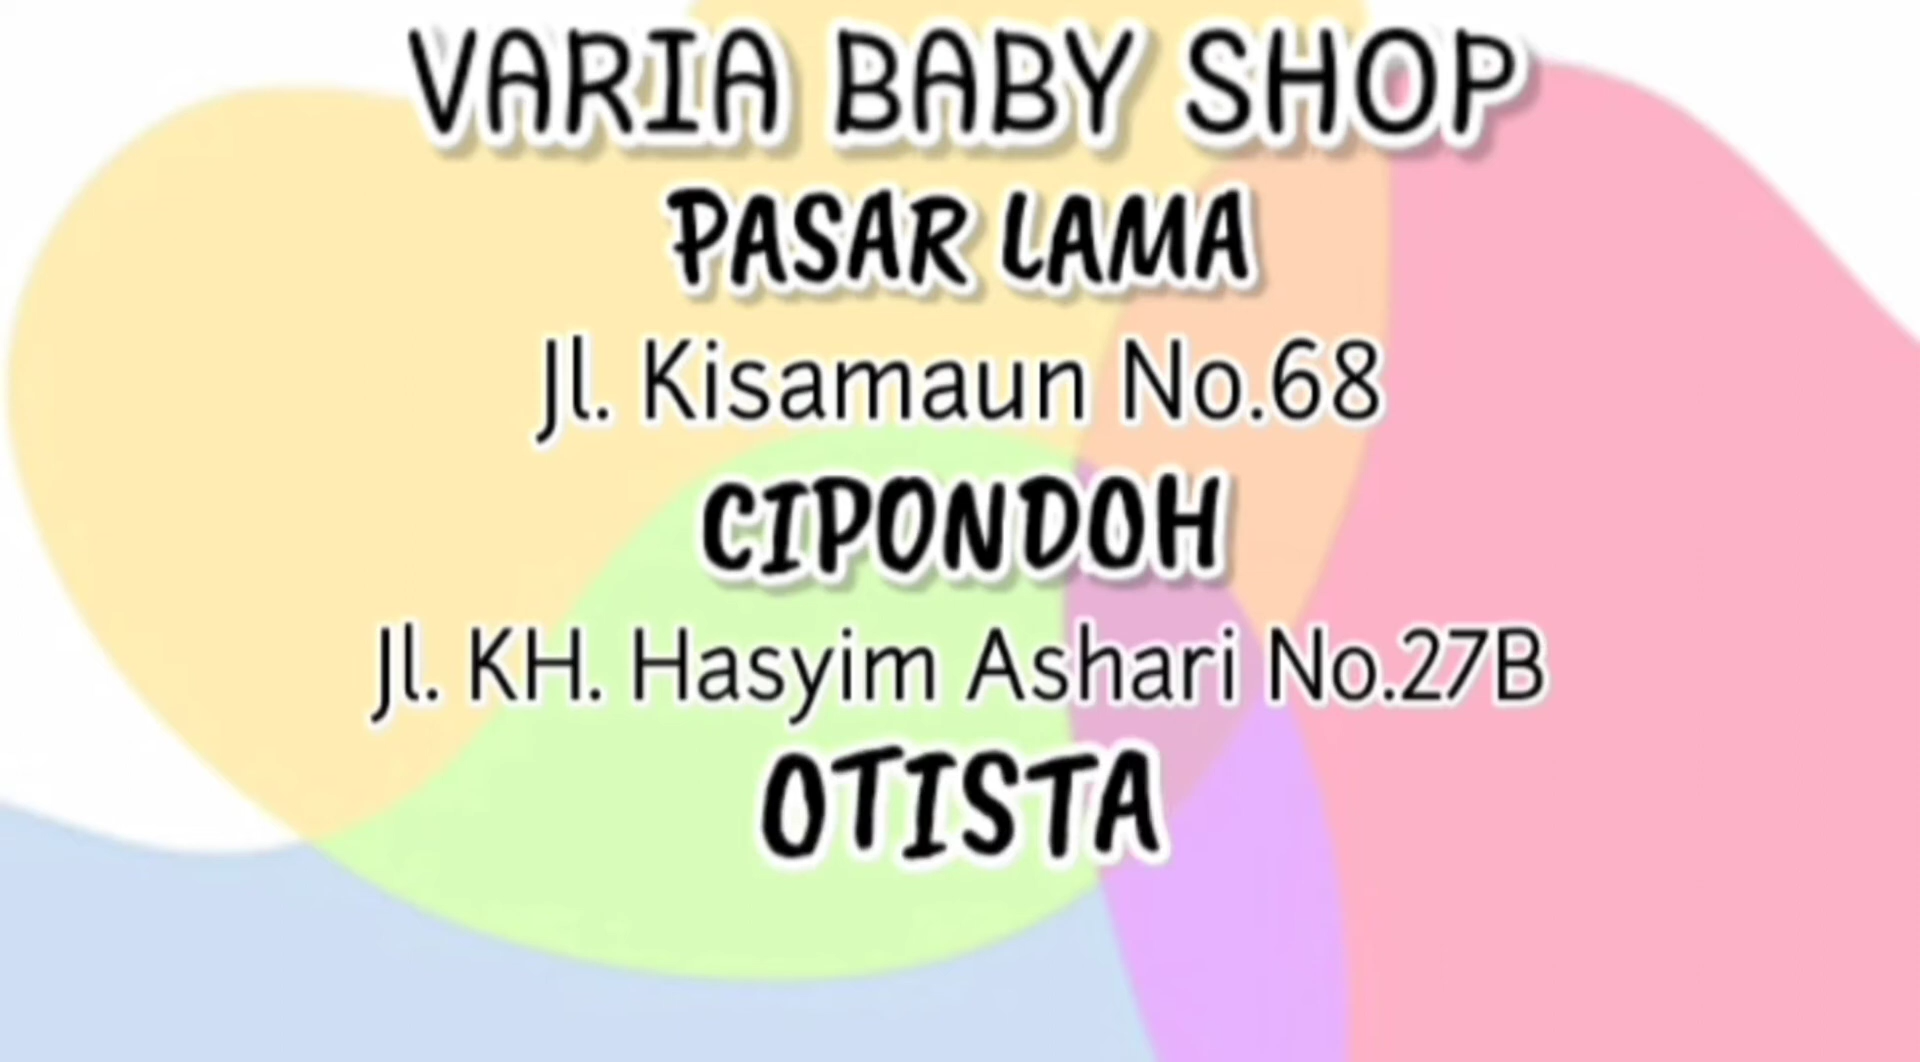 VARIA BABY SHOP
PASAR LAMA
Jl. Kisamaun No.68
CIPONDOH
Jl. KH. Hasyim Ashari No.27B
OTISTA